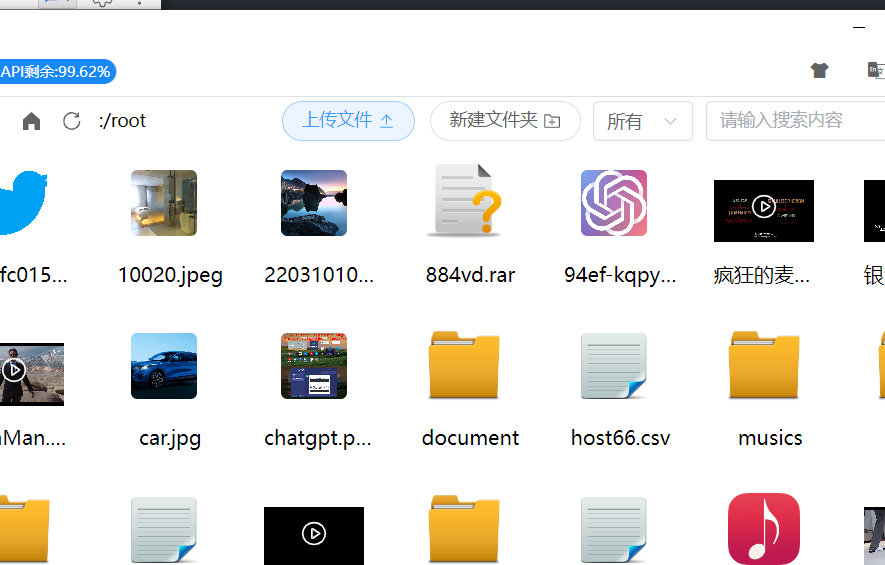 API剩余:99.62%
:/root
上传文件
新建文件夹
所有
请输入搜索内容
fc015...
10020.jpeg
22031010...
884vd.rar
94ef-kqpy...
疯狂的麦...
银
Man....
car.jpg
chatgpt.p...
document
host66.csv
musics